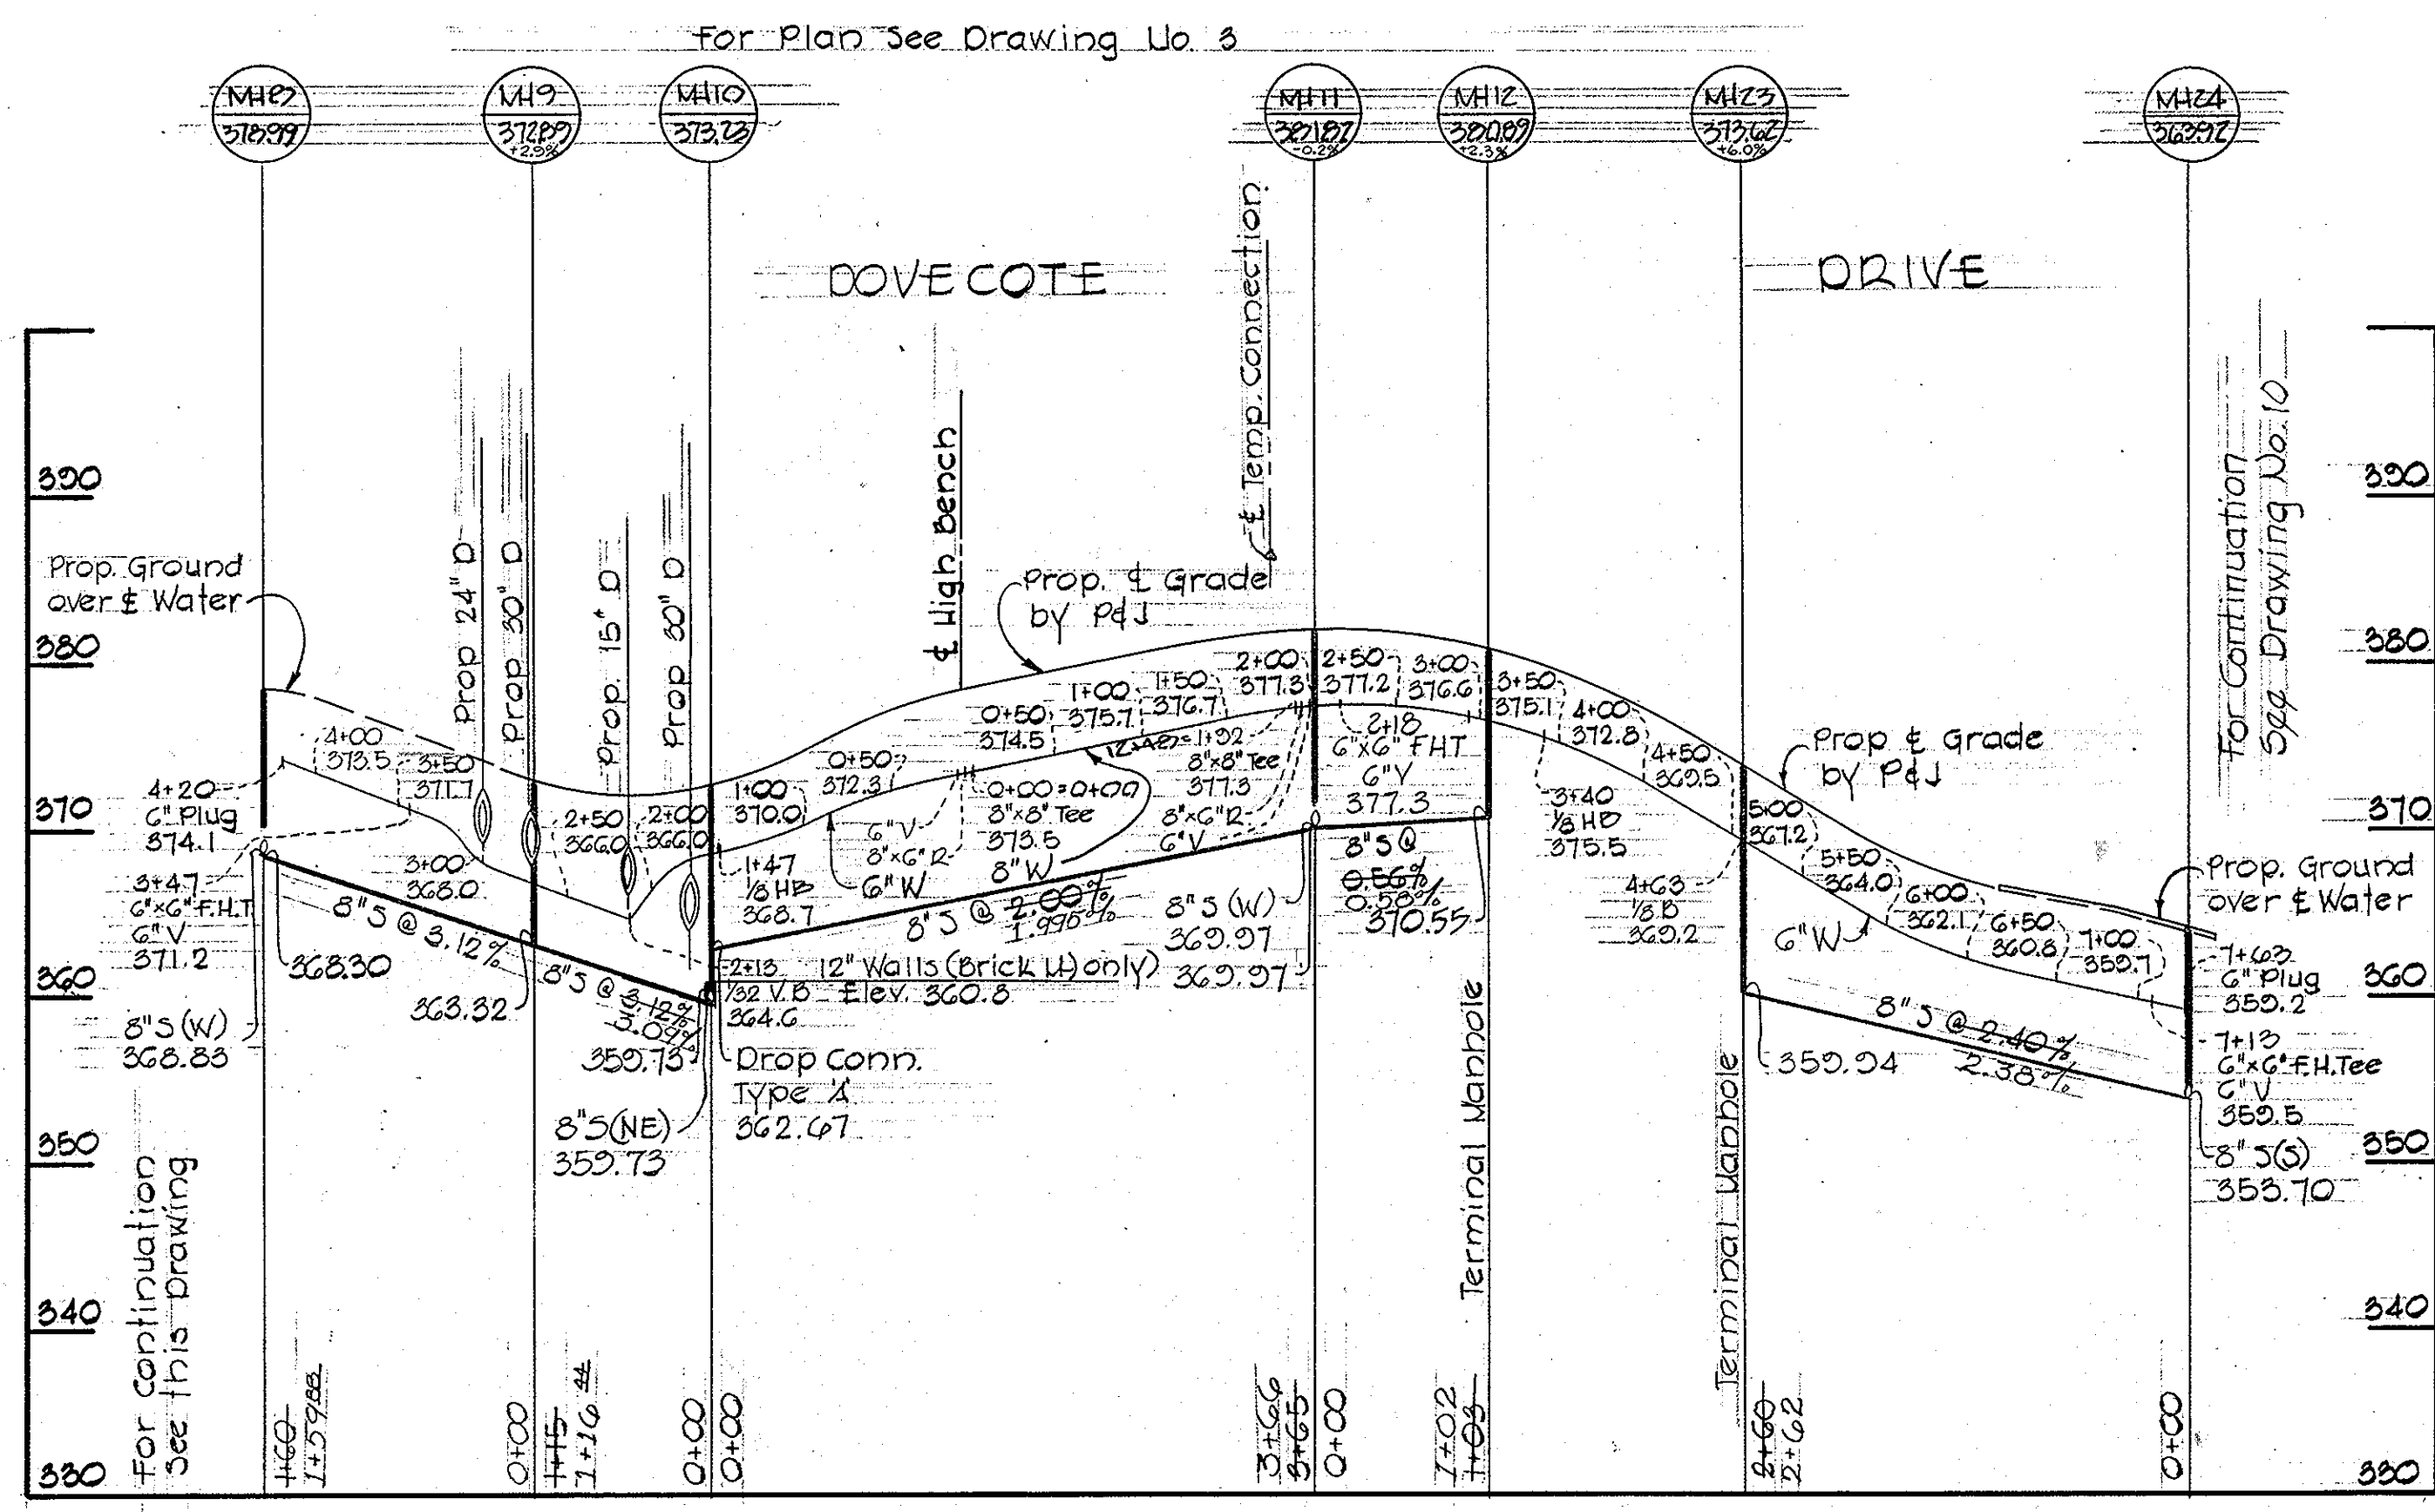 For Plan See Drawing No. 3
MH8
378.99
MH9
372.89
+2.9%
MH10
373.23
MH11
381.87
-0.2%
MH12
380.89
+2.3%
MH23
373.62
+6.0%
MH24
363.92
DOVECOTE
DRIVE
390
380
370
360
350
340
330
390
380
370
360
350
340
330
Prop. Ground
over ℄ Water
Prop 24" D
Prop 30" D
Prop. 15" D
Prop 30" D
℄ High Bench
℄ Temp. Connection
Prop. ℄ Grade
by P&J
Prop ℄ Grade
by P&J
Prop. Ground
over ℄ Water
For Continuation
See Drawing No. 10
4+20
6" Plug
374.1
3+47
6"x6" F.H.T
6" V
371.2
8" S (W)
368.83
4+00
373.5
3+50
371.7
3+00
368.0
8" S @ 3.12%
368.30
363.32
2+50
366.0
2+00
366.0
8" S @ 3.12%
3.09%
359.73
8" S (NE)
359.73
1+00
370.0
1+47
1/8 HB
368.7
2+13
1/32 V.B
364.6
12" Walls (Brick MH only)
Elev. 360.8
Drop Conn.
Type 'A'
362.67
0+50
372.3
6" V
8"x6" R
6" W
0+50
374.5
1+00
375.7
1+50
376.7
2+00
377.3
0+00=0+00
8"x8" Tee
373.5
8" W
1+92
8"x8" Tee
377.3
8"x6" R
6" V
8" S @ 2.00%
1.995%
8" S (W)
369.97
369.97
2+50
377.2
3+00
376.6
2+18
6"x6" FHT
6" V
377.3
8" S @
0.56%
0.58%
370.55
3+50
375.1
4+00
372.8
4+50
369.5
3+40
1/8 HB
375.5
4+63
1/8 B
369.2
5+00
367.2
5+50
364.0
6+00
362.1
6+50
360.8
7+00
359.7
6" W
7+63
6" Plug
359.2
7+13
6"x6" F.H.Tee
6" V
359.5
8" S (S)
353.70
359.94
8" S @ 2.40%
2.38%
Terminal Manhole
Terminal Manhole
For Continuation
See this Drawing
1+60
1+59.88
0+00
1+15
1+16.44
0+00
0+00
3+66
3+65
0+00
1+02
1+03
2+60
2+62
0+00